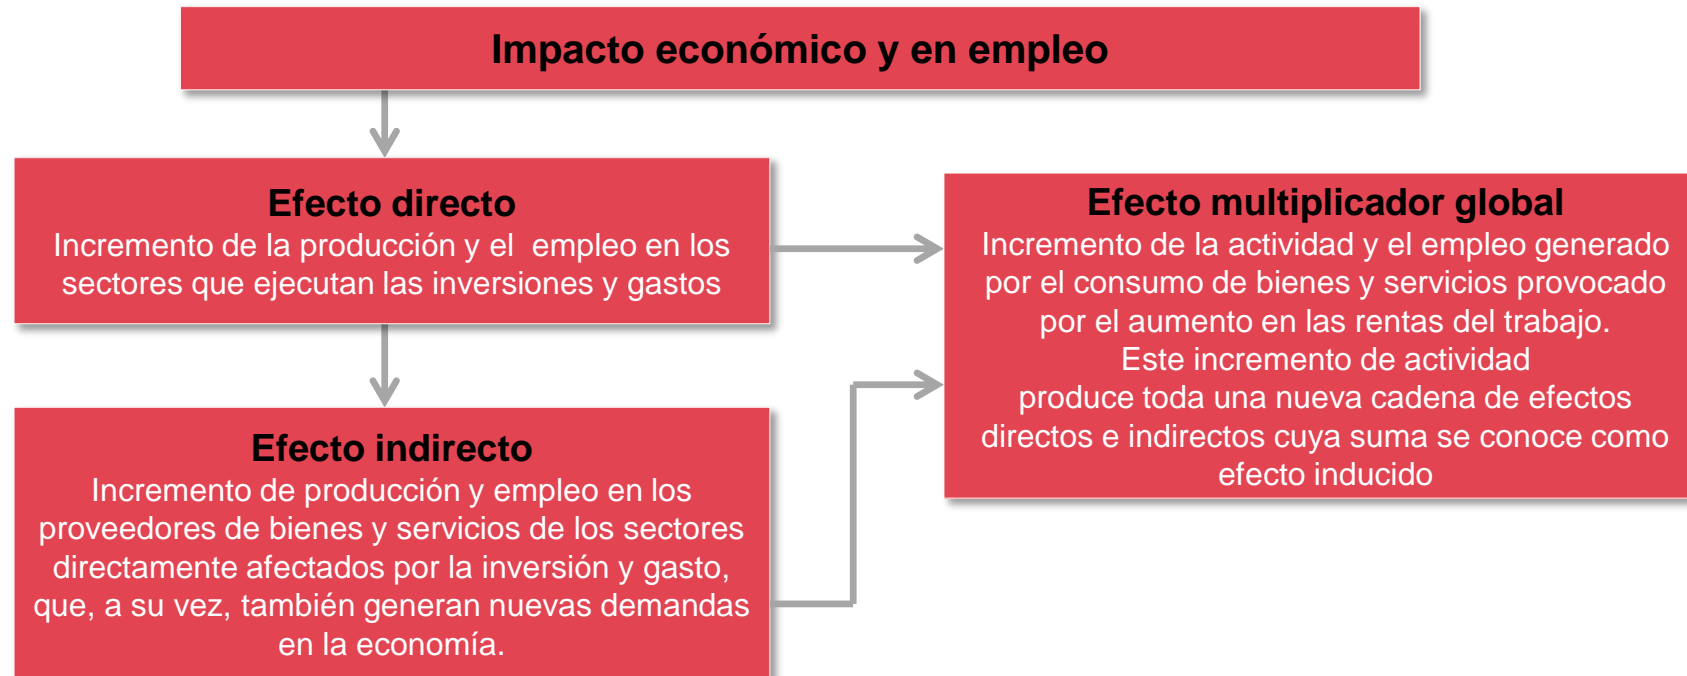 Impacto económico y en empleo
Efecto directo
Incremento de la producción y el  empleo en los
sectores que ejecutan las inversiones y gastos
Efecto multiplicador global
Incremento de la actividad y el empleo generado
por el consumo de bienes y servicios provocado
por el aumento en las rentas del trabajo.
Este incremento de actividad
produce toda una nueva cadena de efectos
directos e indirectos cuya suma se conoce como
efecto inducido
Efecto indirecto
Incremento de producción y empleo en los
proveedores de bienes y servicios de los sectores
directamente afectados por la inversión y gasto,
que, a su vez, también generan nuevas demandas
en la economía.